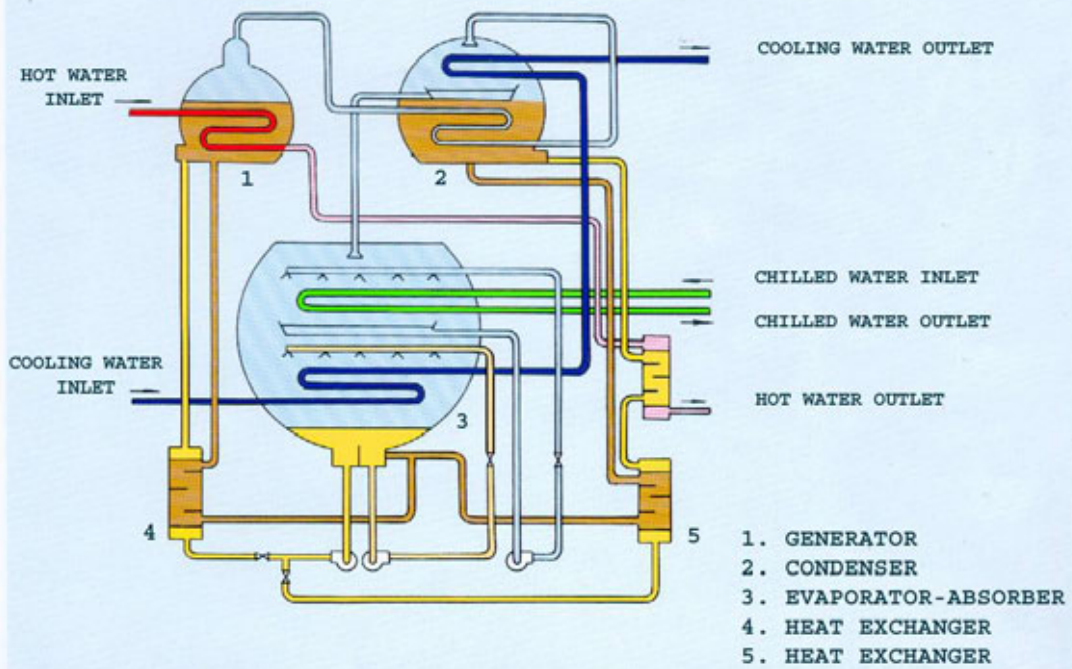 COOLING WATER OUTLET
HOT WATER
INLET
1
2
CHILLED WATER INLET
CHILLED WATER OUTLET
COOLING WATER
INLET
HOT WATER OUTLET
3
4
5
1. GENERATOR
2. CONDENSER
3. EVAPORATOR-ABSORBER
4. HEAT EXCHANGER
5. HEAT EXCHANGER